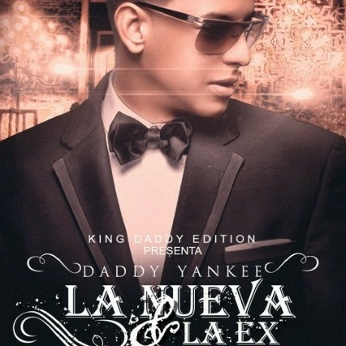 KING DADDY EDITION
PRESENTA
DADDY YANKEE
LA NUEVA
& LA EX